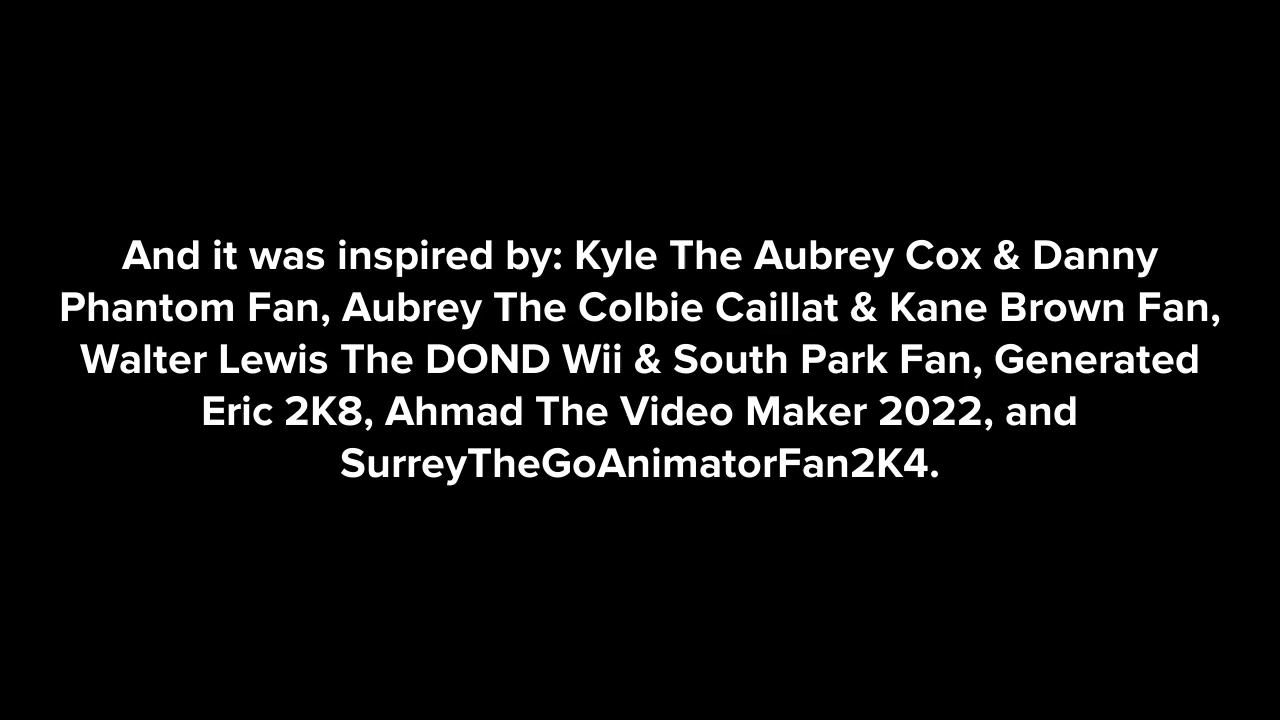 And it was inspired by: Kyle The Aubrey Cox & Danny
Phantom Fan, Aubrey The Colbie Caillat & Kane Brown Fan,
Walter Lewis The DOND Wii & South Park Fan, Generated
Eric 2K8, Ahmad The Video Maker 2022, and
SurreyTheGoAnimatorFan2K4.